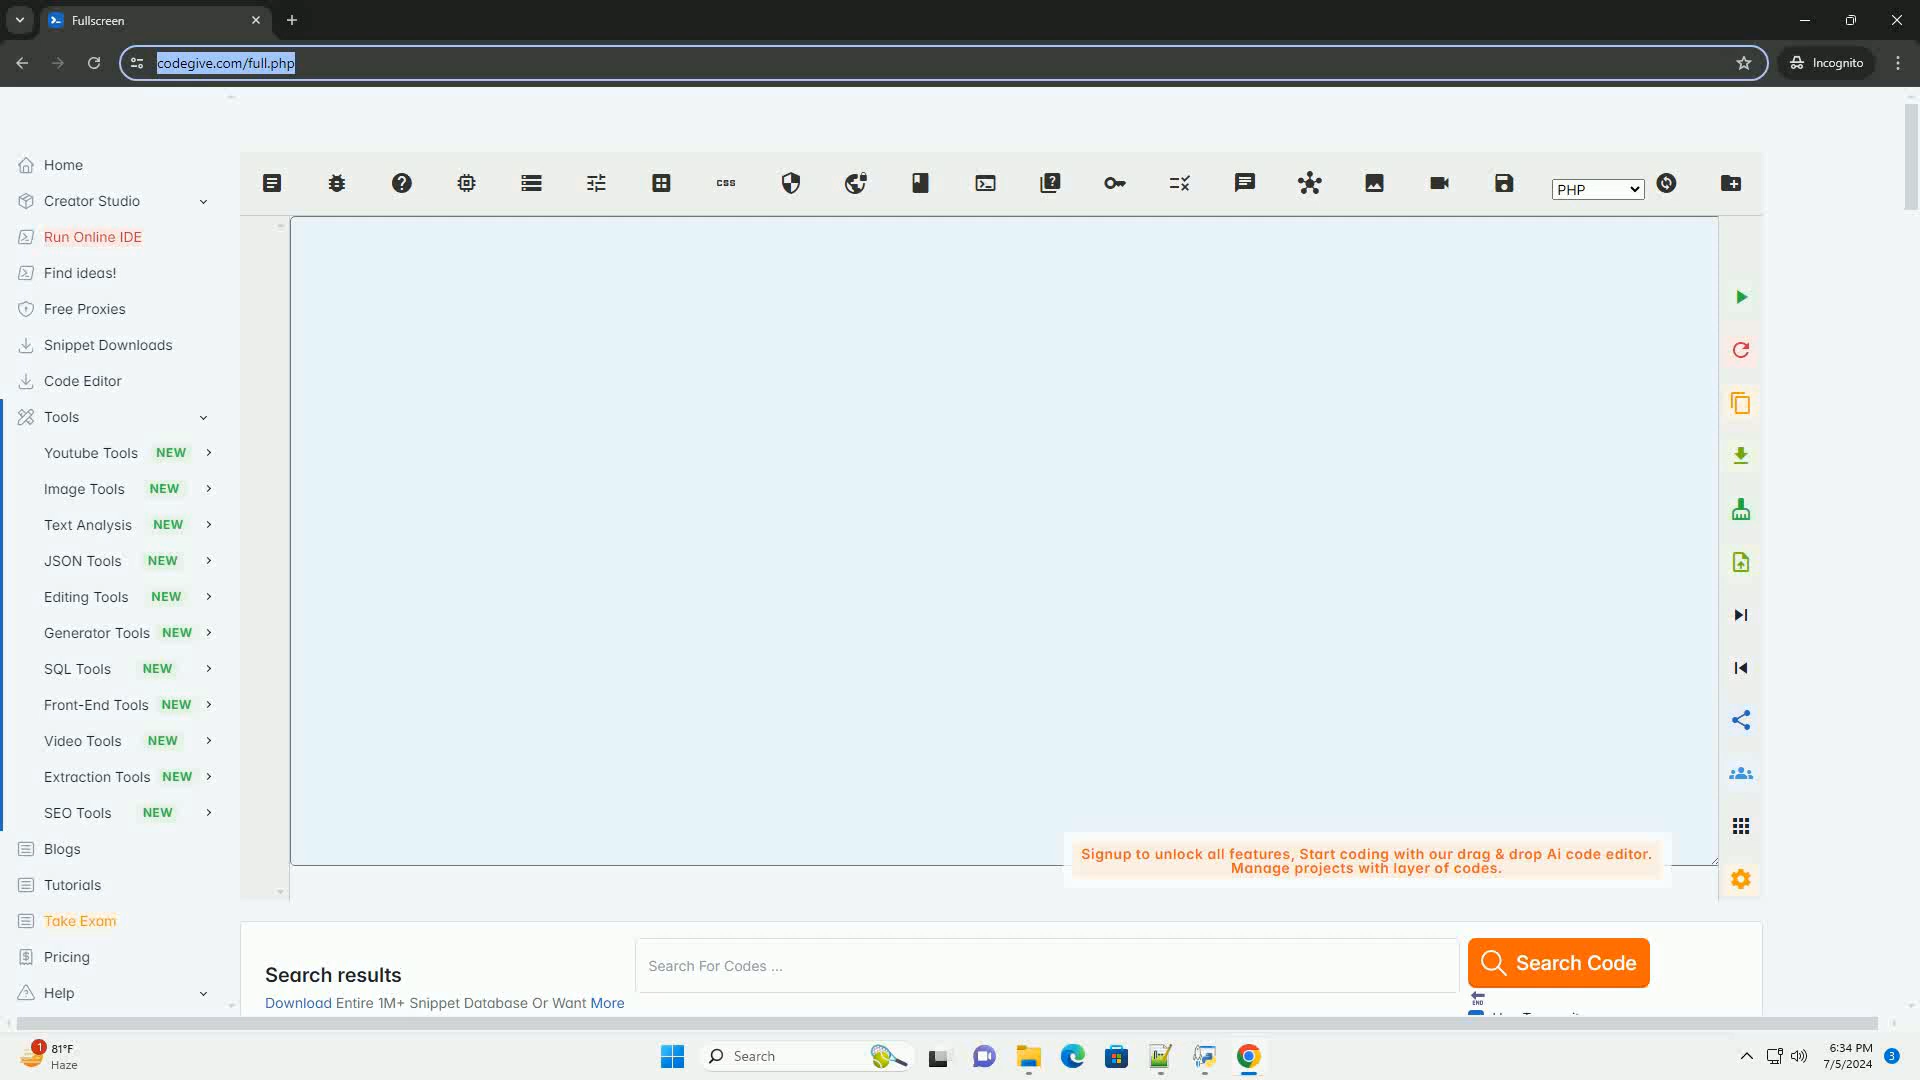 Fullscreen
codegive.com/full.php
Incognito
Home
Creator Studio
Run Online IDE
Find ideas!
Free Proxies
Snippet Downloads
Code Editor
Tools
Youtube Tools NEW
Image Tools NEW
Text Analysis NEW
JSON Tools NEW
Editing Tools NEW
Generator Tools NEW
SQL Tools NEW
Front-End Tools NEW
Video Tools NEW
Extraction Tools NEW
SEO Tools NEW
Blogs
Tutorials
Take Exam
Pricing
Help
CSS
PHP
Signup to unlock all features, Start coding with our drag & drop Ai code editor.
Manage projects with layer of codes.
Search results
Download Entire 1M+ Snippet Database Or Want More
Search For Codes ...
Search Code
END
1
81°F
Haze
Search
6:34 PM
7/5/2024
3